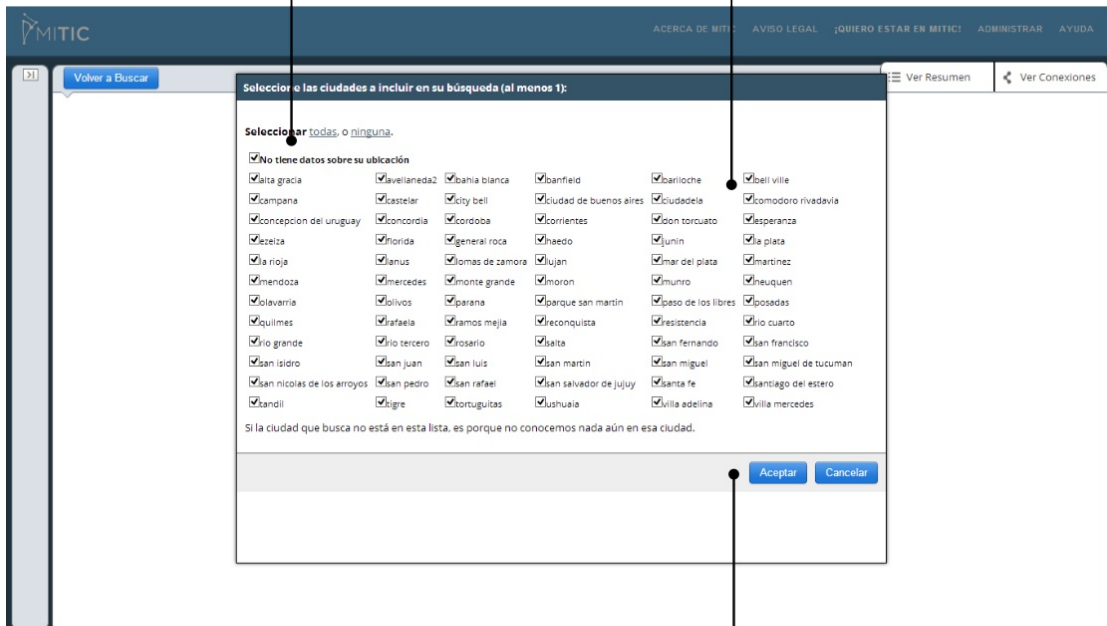 MITIC
ACERCA DE MITIC AVISO LEGAL ¡QUIERO ESTAR EN MITIC! ADMINISTRAR AYUDA
Volver a Buscar
Ver Resumen Ver Conexiones
Seleccione las ciudades a incluir en su búsqueda (al menos 1):
Seleccionar todas, o ninguna.
No tiene datos sobre su ubicación
alta gracia avellaneda2 bahia blanca banfield bariloche bell ville
campana castelar city bell ciudad de buenos aires ciudadela comodoro rivadavia
concepcion del uruguay concordia cordoba corrientes don torcuato esperanza
ezeiza florida general roca haedo junin la plata
la rioja lanus lomas de zamora lujan mar del plata martinez
mendoza mercedes monte grande moron munro neuquen
olavarria olivos parana parque san martin paso de los libres posadas
quilmes rafaela ramos mejia reconquista resistencia rio cuarto
rio grande rio tercero rosario salta san fernando san francisco
san isidro san juan san luis san martin san miguel san miguel de tucuman
san nicolas de los arroyos san pedro san rafael san salvador de jujuy santa fe santiago del estero
tandil tigre tortuguitas ushuaia villa adelina villa mercedes
Si la ciudad que busca no está en esta lista, es porque no conocemos nada aún en esa ciudad.
Aceptar Cancelar